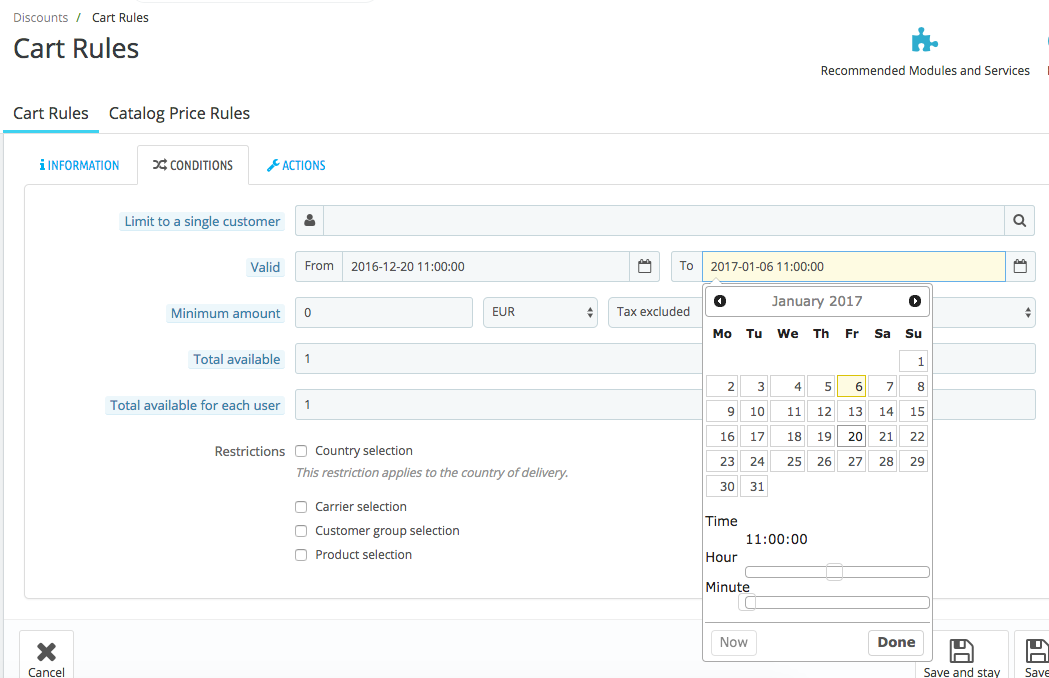 Discounts / Cart Rules
Cart Rules
Recommended Modules and Services
Cart Rules Catalog Price Rules
INFORMATION CONDITIONS ACTIONS
Limit to a single customer
Valid From 2016-12-20 11:00:00 To 2017-01-06 11:00:00
Minimum amount 0 EUR Tax excluded
Total available 1
Total available for each user 1
Restrictions Country selection
This restriction applies to the country of delivery.
Carrier selection
Customer group selection
Product selection
January 2017
Mo Tu We Th Fr Sa Su
1
2 3 4 5 6 7 8
9 10 11 12 13 14 15
16 17 18 19 20 21 22
23 24 25 26 27 28 29
30 31
Time
11:00:00
Hour
Minute
Now Done
Cancel Save and stay Save